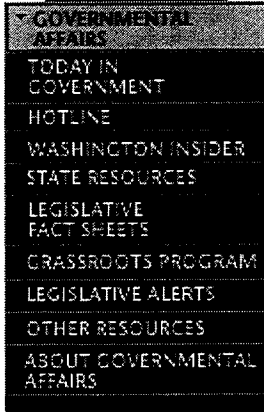 GOVERNMENTAL
AFFAIRS
TODAY IN
GOVERNMENT
HOTLINE
WASHINGTON INSIDER
STATE RESOURCES
LEGISLATIVE
FACT SHEETS
GRASSROOTS PROGRAM
LEGISLATIVE ALERTS
OTHER RESOURCES
ABOUT GOVERNMENTAL
AFFAIRS